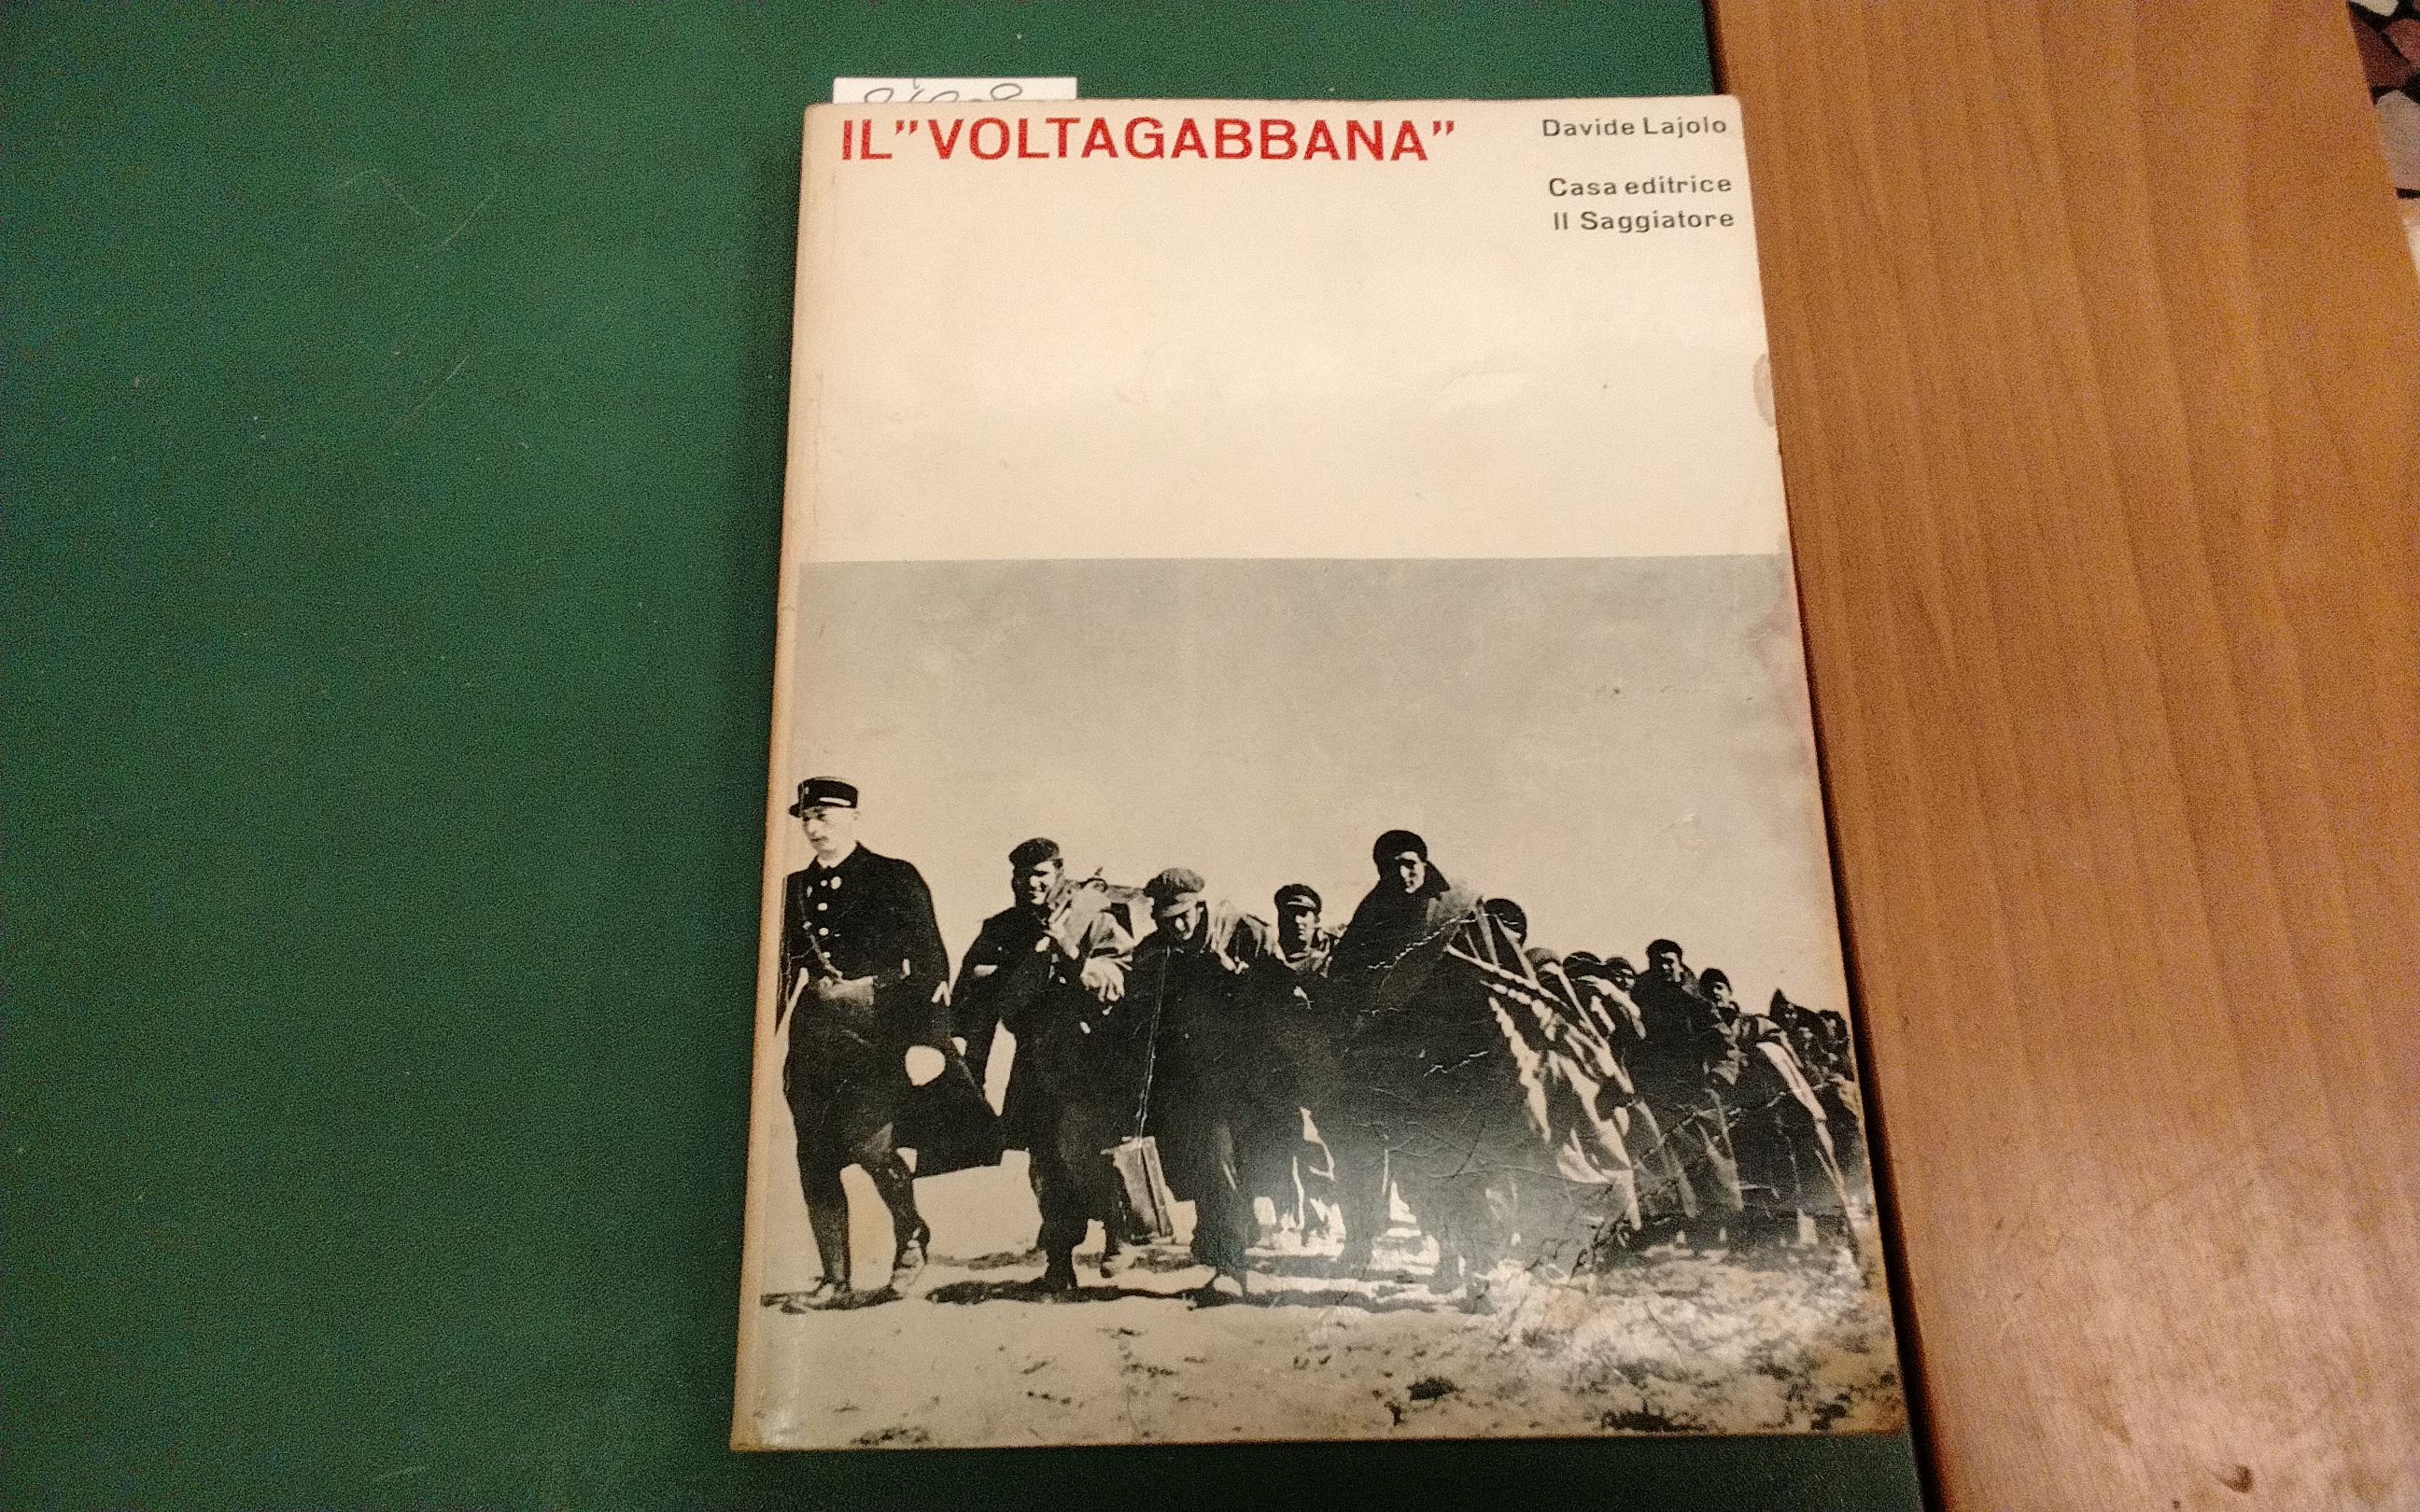 IL"VOLTAGABBANA"
Davide Lajolo
Casa editrice
Il Saggiatore